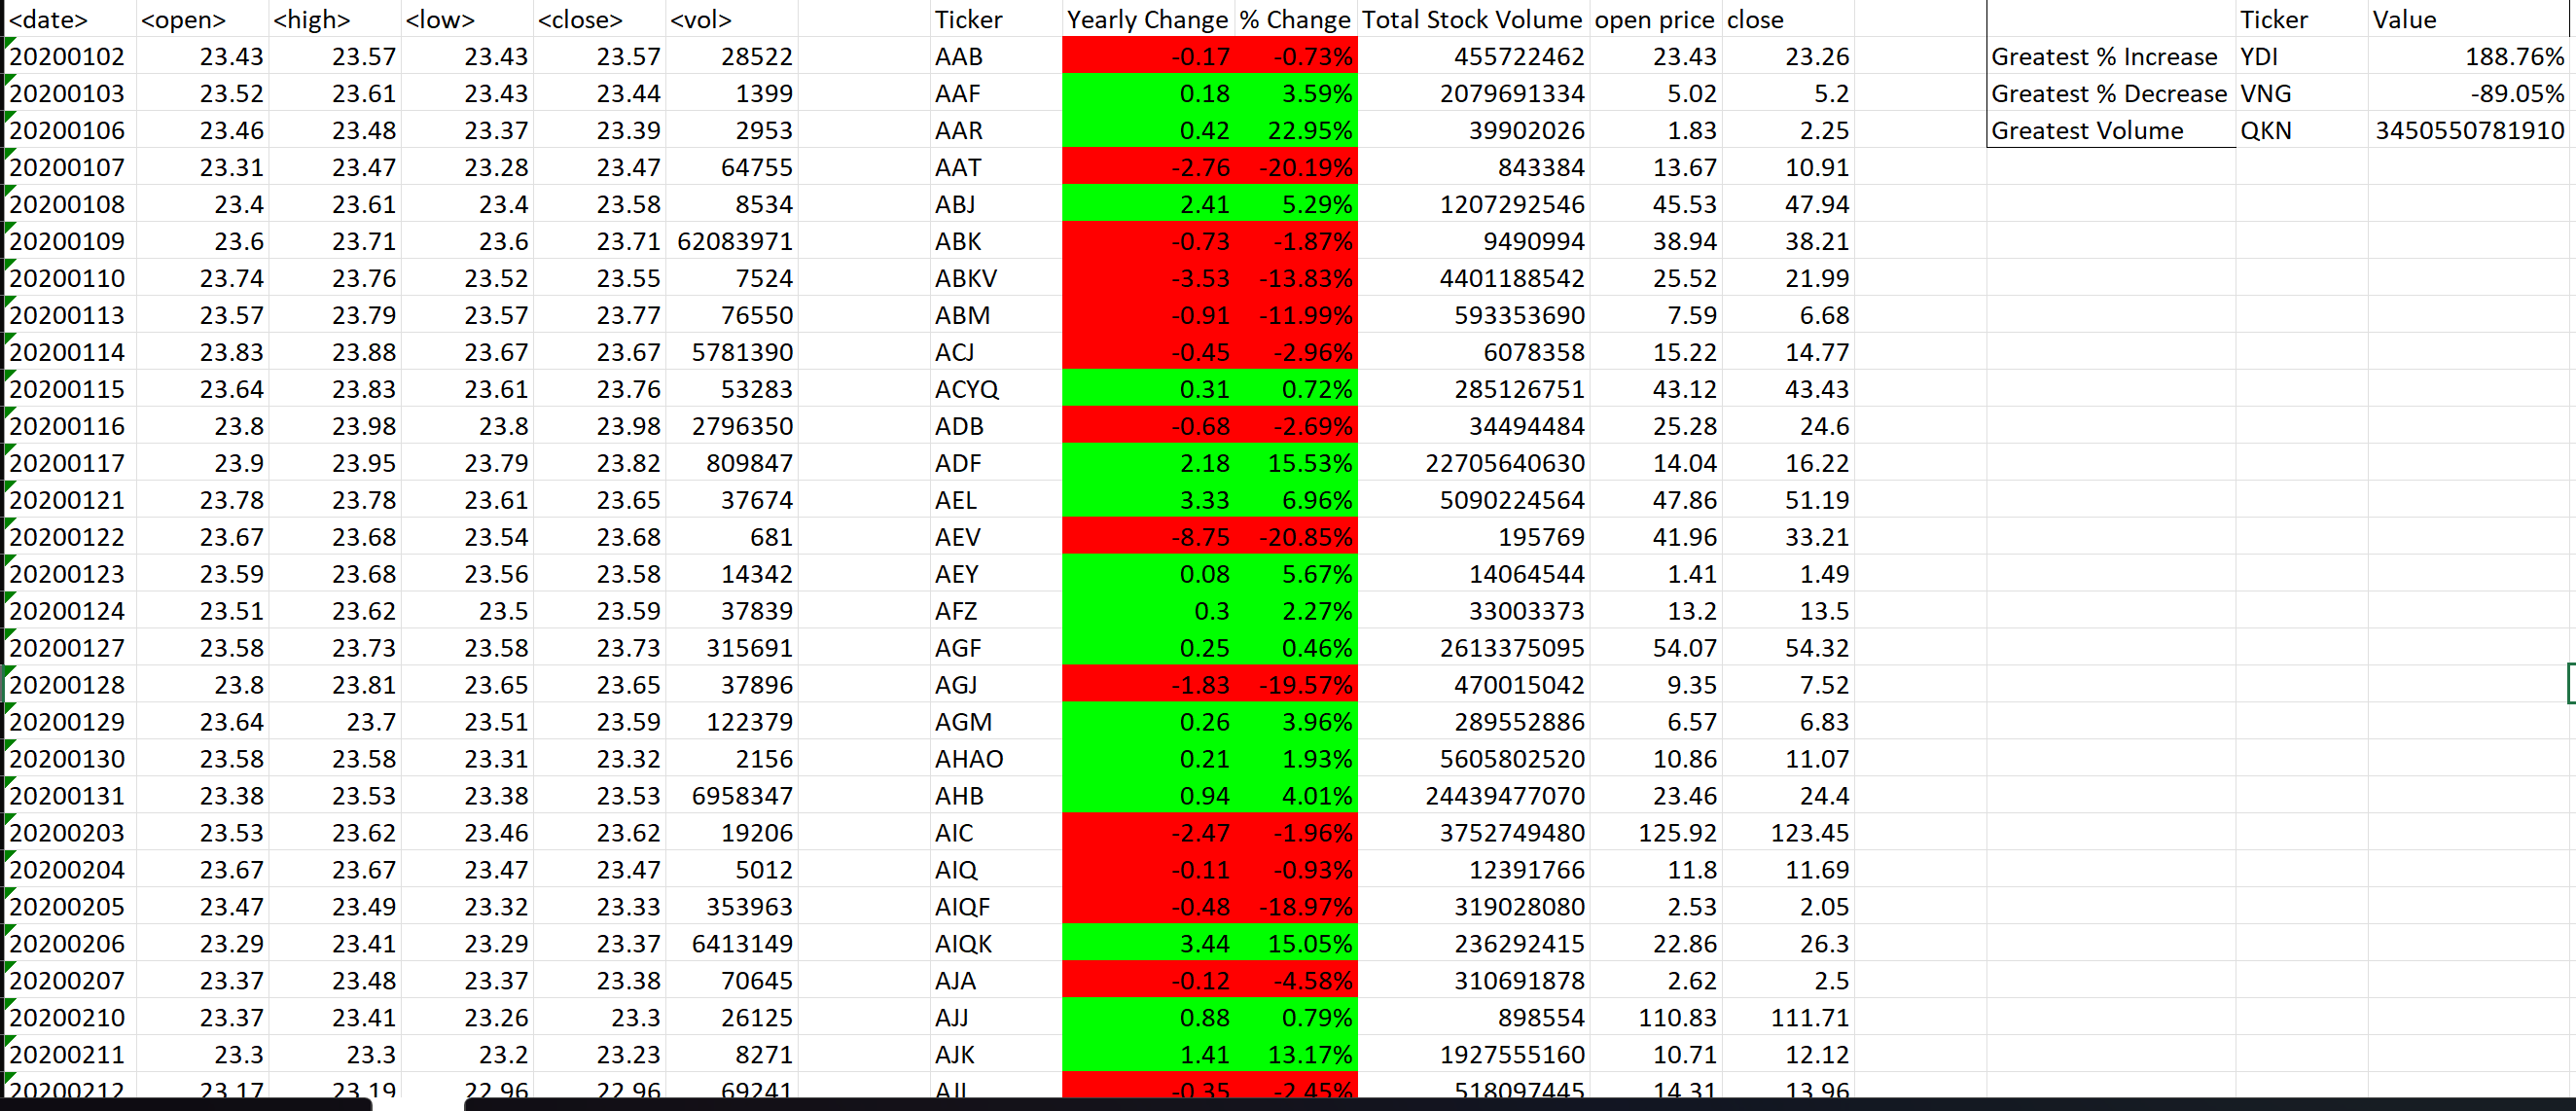 <date> <open> <high> <low> <close> <vol> Ticker Yearly Change % Change Total Stock Volume open price close Ticker Value
20200102 23.43 23.57 23.43 23.57 28522 AAB -0.17 -0.73% 455722462 23.43 23.26 Greatest % Increase YDI 188.76%
20200103 23.52 23.61 23.43 23.44 1399 AAF 0.18 3.59% 2079691334 5.02 5.2 Greatest % Decrease VNG -89.05%
20200106 23.46 23.48 23.37 23.39 2953 AAR 0.42 22.95% 39902026 1.83 2.25 Greatest Volume QKN 3450550781910
20200107 23.31 23.47 23.28 23.47 64755 AAT -2.76 -20.19% 843384 13.67 10.91
20200108 23.4 23.61 23.4 23.58 8534 ABJ 2.41 5.29% 1207292546 45.53 47.94
20200109 23.6 23.71 23.6 23.71 62083971 ABK -0.73 -1.87% 9490994 38.94 38.21
20200110 23.74 23.76 23.52 23.55 7524 ABKV -3.53 -13.83% 4401188542 25.52 21.99
20200113 23.57 23.79 23.57 23.77 76550 ABM -0.91 -11.99% 593353690 7.59 6.68
20200114 23.83 23.88 23.67 23.67 5781390 ACJ -0.45 -2.96% 6078358 15.22 14.77
20200115 23.64 23.83 23.61 23.76 53283 ACYQ 0.31 0.72% 285126751 43.12 43.43
20200116 23.8 23.98 23.8 23.98 2796350 ADB -0.68 -2.69% 34494484 25.28 24.6
20200117 23.9 23.95 23.79 23.82 809847 ADF 2.18 15.53% 22705640630 14.04 16.22
20200121 23.78 23.78 23.61 23.65 37674 AEL 3.33 6.96% 5090224564 47.86 51.19
20200122 23.67 23.68 23.54 23.68 681 AEV -8.75 -20.85% 195769 41.96 33.21
20200123 23.59 23.68 23.56 23.58 14342 AEY 0.08 5.67% 14064544 1.41 1.49
20200124 23.51 23.62 23.5 23.59 37839 AFZ 0.3 2.27% 33003373 13.2 13.5
20200127 23.58 23.73 23.58 23.73 315691 AGF 0.25 0.46% 2613375095 54.07 54.32
20200128 23.8 23.81 23.65 23.65 37896 AGJ -1.83 -19.57% 470015042 9.35 7.52
20200129 23.64 23.7 23.51 23.59 122379 AGM 0.26 3.96% 289552886 6.57 6.83
20200130 23.58 23.58 23.31 23.32 2156 AHAO 0.21 1.93% 5605802520 10.86 11.07
20200131 23.38 23.53 23.38 23.53 6958347 AHB 0.94 4.01% 24439477070 23.46 24.4
20200203 23.53 23.62 23.46 23.62 19206 AIC -2.47 -1.96% 3752749480 125.92 123.45
20200204 23.67 23.67 23.47 23.47 5012 AIQ -0.11 -0.93% 12391766 11.8 11.69
20200205 23.47 23.49 23.32 23.33 353963 AIQF -0.48 -18.97% 319028080 2.53 2.05
20200206 23.29 23.41 23.29 23.37 6413149 AIQK 3.44 15.05% 236292415 22.86 26.3
20200207 23.37 23.48 23.37 23.38 70645 AJA -0.12 -4.58% 310691878 2.62 2.5
20200210 23.37 23.41 23.26 23.3 26125 AJJ 0.88 0.79% 898554 110.83 111.71
20200211 23.3 23.3 23.2 23.23 8271 AJK 1.41 13.17% 1927555160 10.71 12.12
20200212 23.17 23.19 22.96 22.96 69241 -0.35 -2.45% 518097445 14.31 13.96